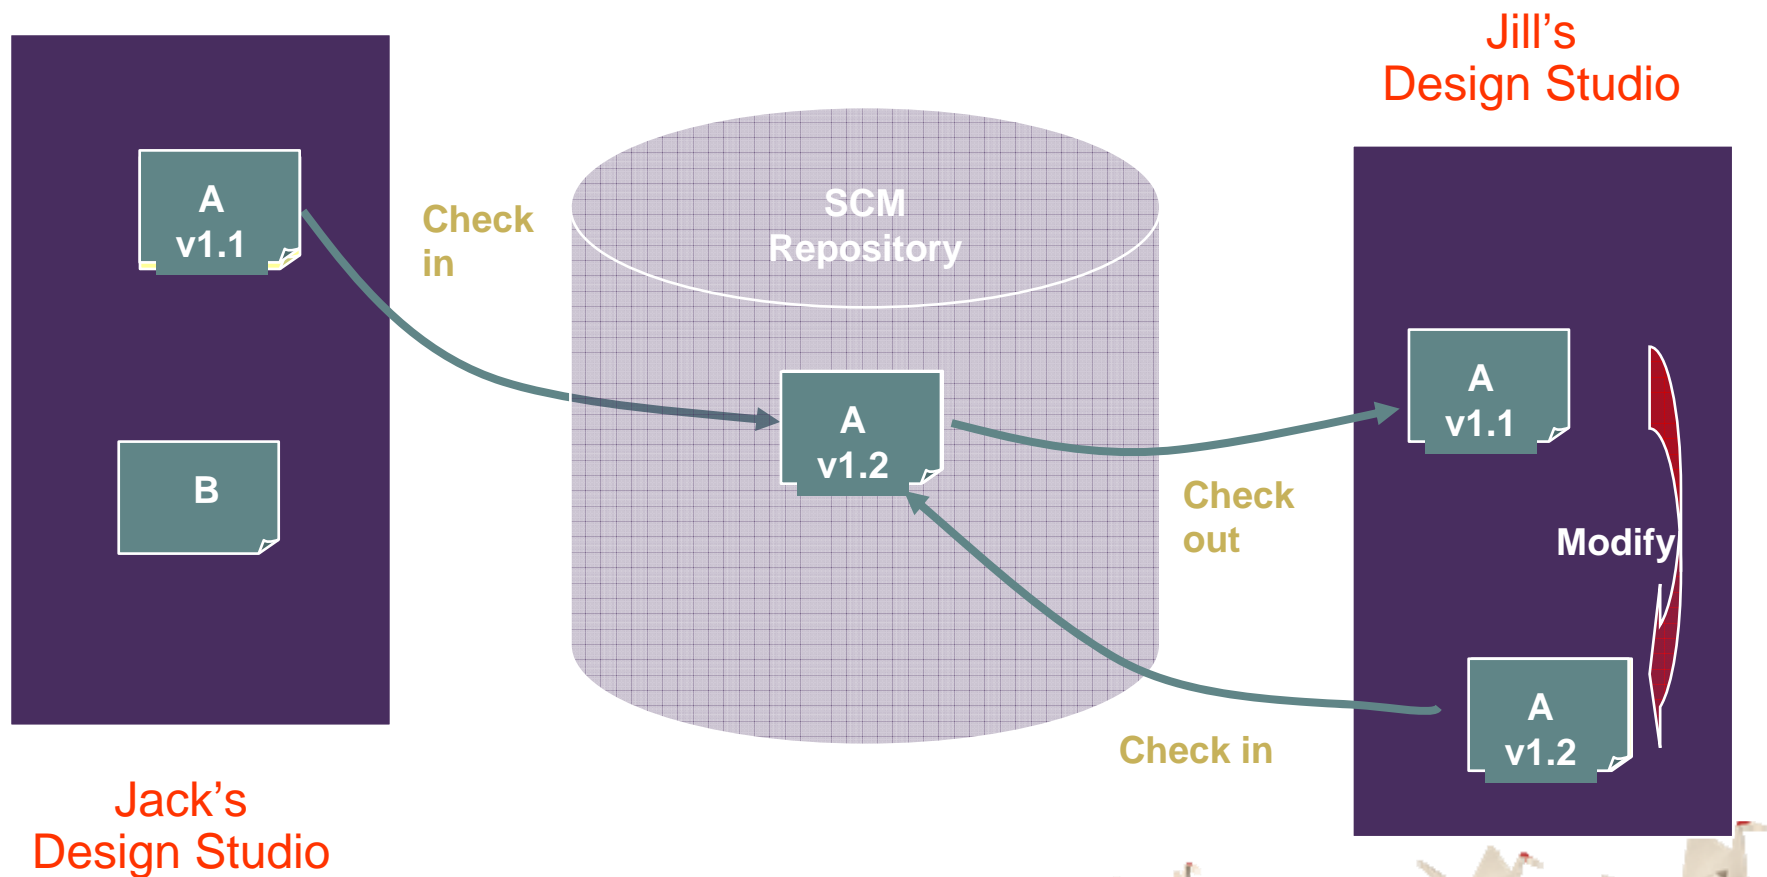 Jill’s
Design Studio
A
v1.1
Check
in
SCM
Repository
A
v1.1
A
v1.2
B
Check
out
Modify
A
v1.2
Check in
Jack’s
Design Studio